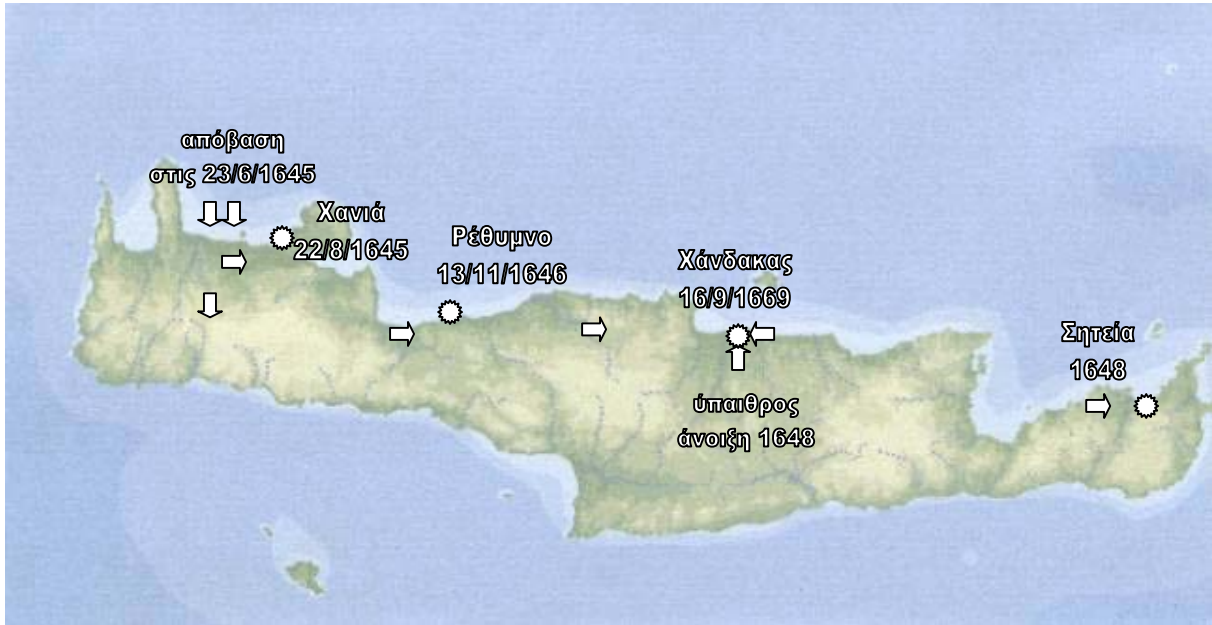 απόβαση
στις 23/6/1645
Χανιά
22/8/1645
Ρέθυμνο
13/11/1646
Χάνδακας
16/9/1669
ύπαιθρος
άνοιξη 1648
Σητεία
1648